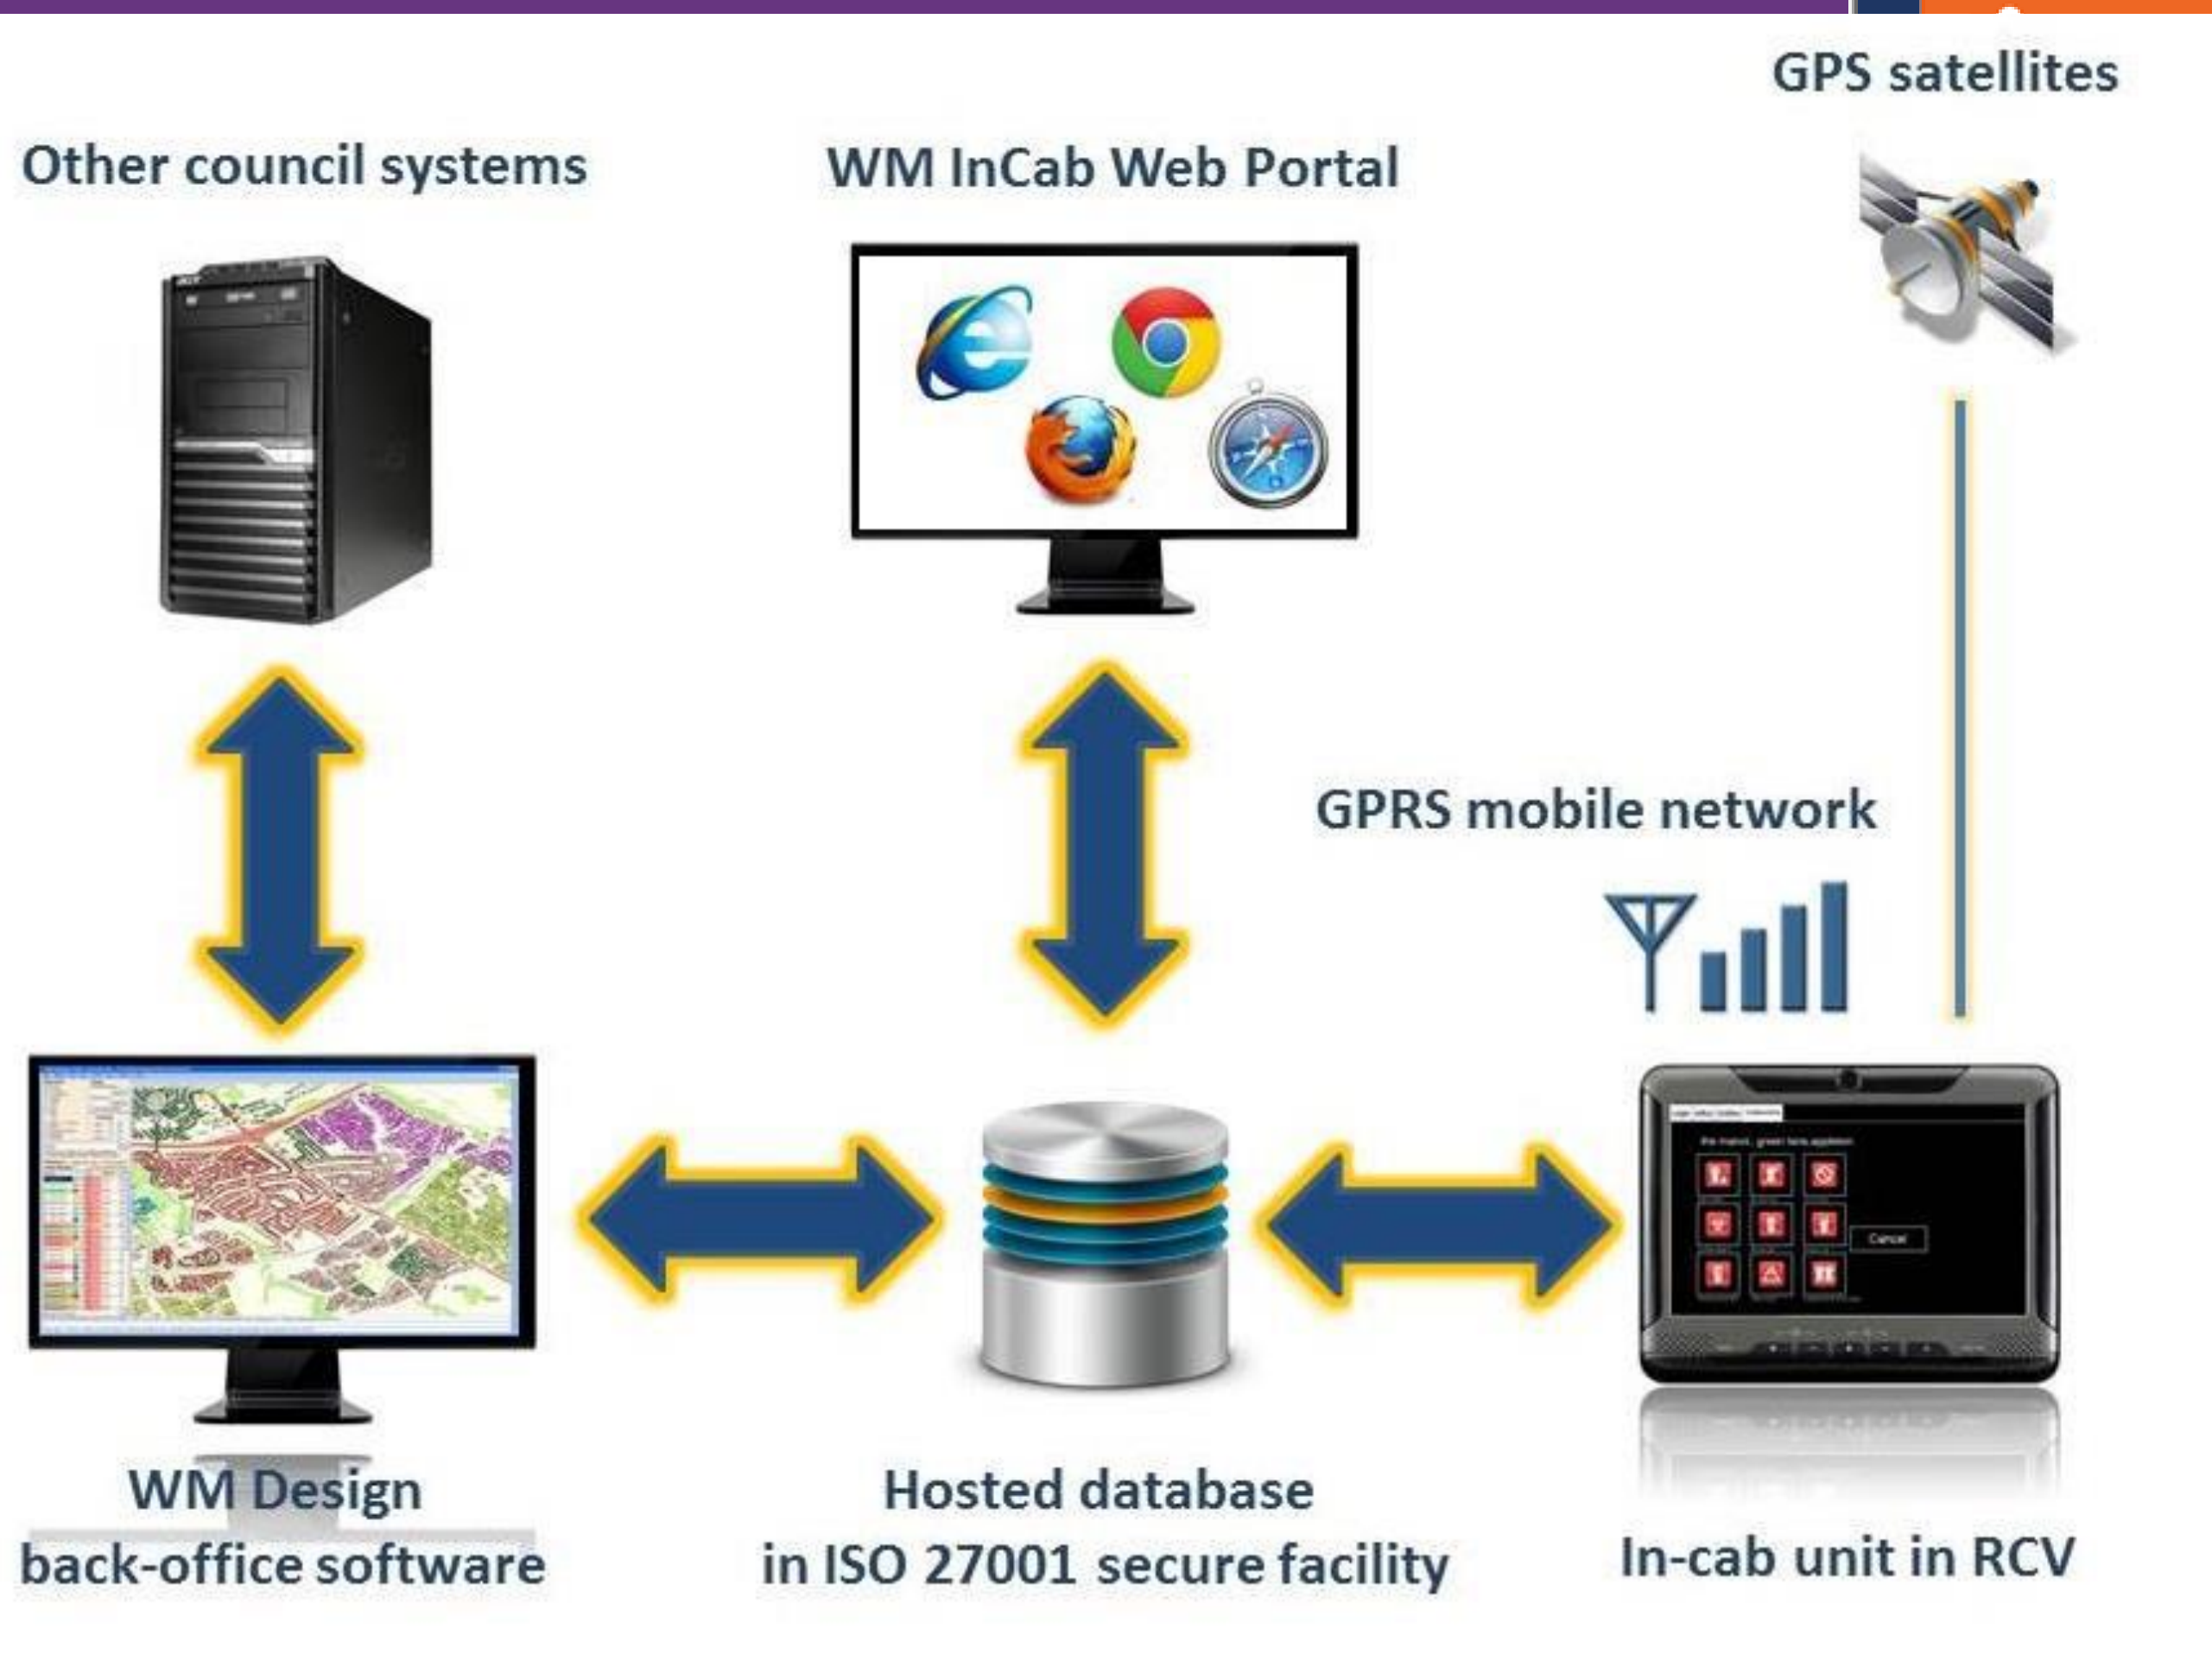 GPS satellites
Other council systems
WM InCab Web Portal
GPRS mobile network
Cancel
WM Design
back-office software
Hosted database
in ISO 27001 secure facility
In-cab unit in RCV